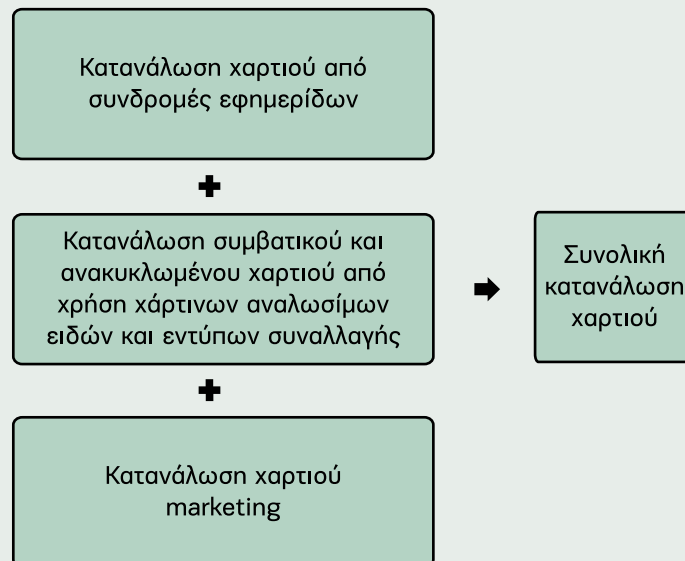 Κατανάλωση χαρτιού από
συνδρομές εφημερίδων
+
Κατανάλωση συμβατικού και
ανακυκλωμένου χαρτιού από
χρήση χάρτινων αναλωσίμων
ειδών και εντύπων συναλλαγής
+
Κατανάλωση χαρτιού
marketing
Συνολική
κατανάλωση
χαρτιού